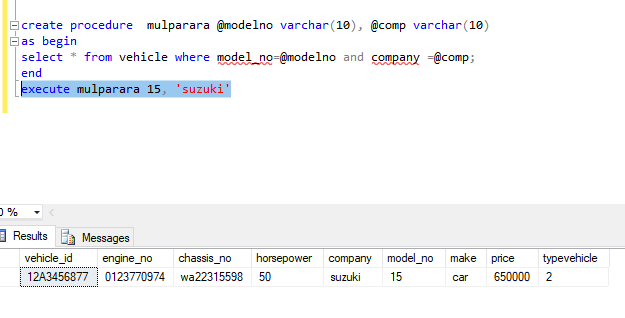 create procedure  mulparara @modelno varchar(10), @comp varchar(10)
as begin
select * from vehicle where model_no=@modelno and company =@comp;
end
execute mulparara 15, 'suzuki'
0 %
Results Messages
vehicle_id engine_no chassis_no horsepower company model_no make price typevehicle
12A3456877 0123770974 wa22315598 50 suzuki 15 car 650000 2